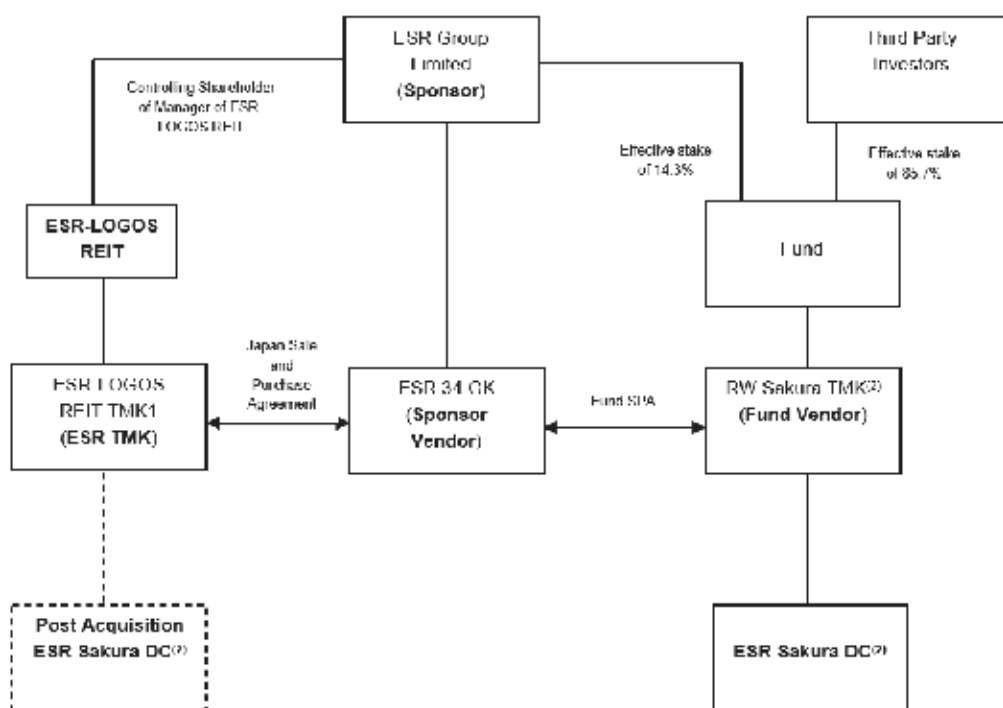 ESR Group
Limited
(Sponsor)
Third Party
Investors
Controlling Shareholder
of Manager of ESR
LOGOS REIT
Effective stake
of 14.3%
Effective stake
of 85.7%
ESR-LOGOS
REIT
Fund
Japan Sale
and
Purchase
Agreement
ESR LOGOS
REIT TMK1
(ESR TMK)
ESR 34 GK
(Sponsor
Vendor)
Fund SPA
RW Sakura TMK(2)
(Fund Vendor)
Post Acquisition
ESR Sakura DC(2)
ESR Sakura DC(2)